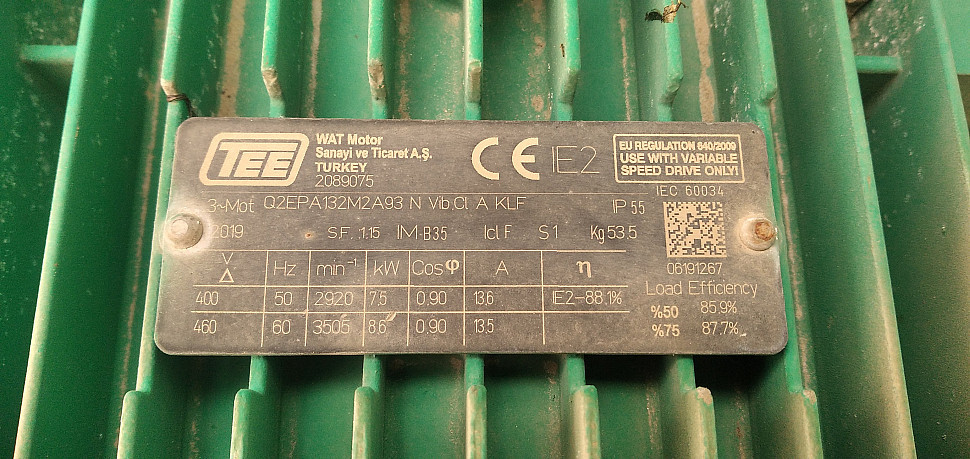 TEE
WAT Motor
Sanayi ve Ticaret A.Ş.
TURKEY
2089075
CE IE2
EU REGULATION 640/2009
USE WITH VARIABLE
SPEED DRIVE ONLY!
IEC 60034
3~Mot Q2EPA132M2A93 N Vib.Cl. A KLF IP 55
2019 S.F. :1.15 IM-B35 Icl F S1 Kg 53.5
06191267
V Δ Hz min⁻¹ kW Cosφ A η
400 50 2920 7,5 0,90 13,6 IE2-88.1%
460 60 3505 8,6 0,90 13,5
Load Efficiency
%50 85.9%
%75 87.7%